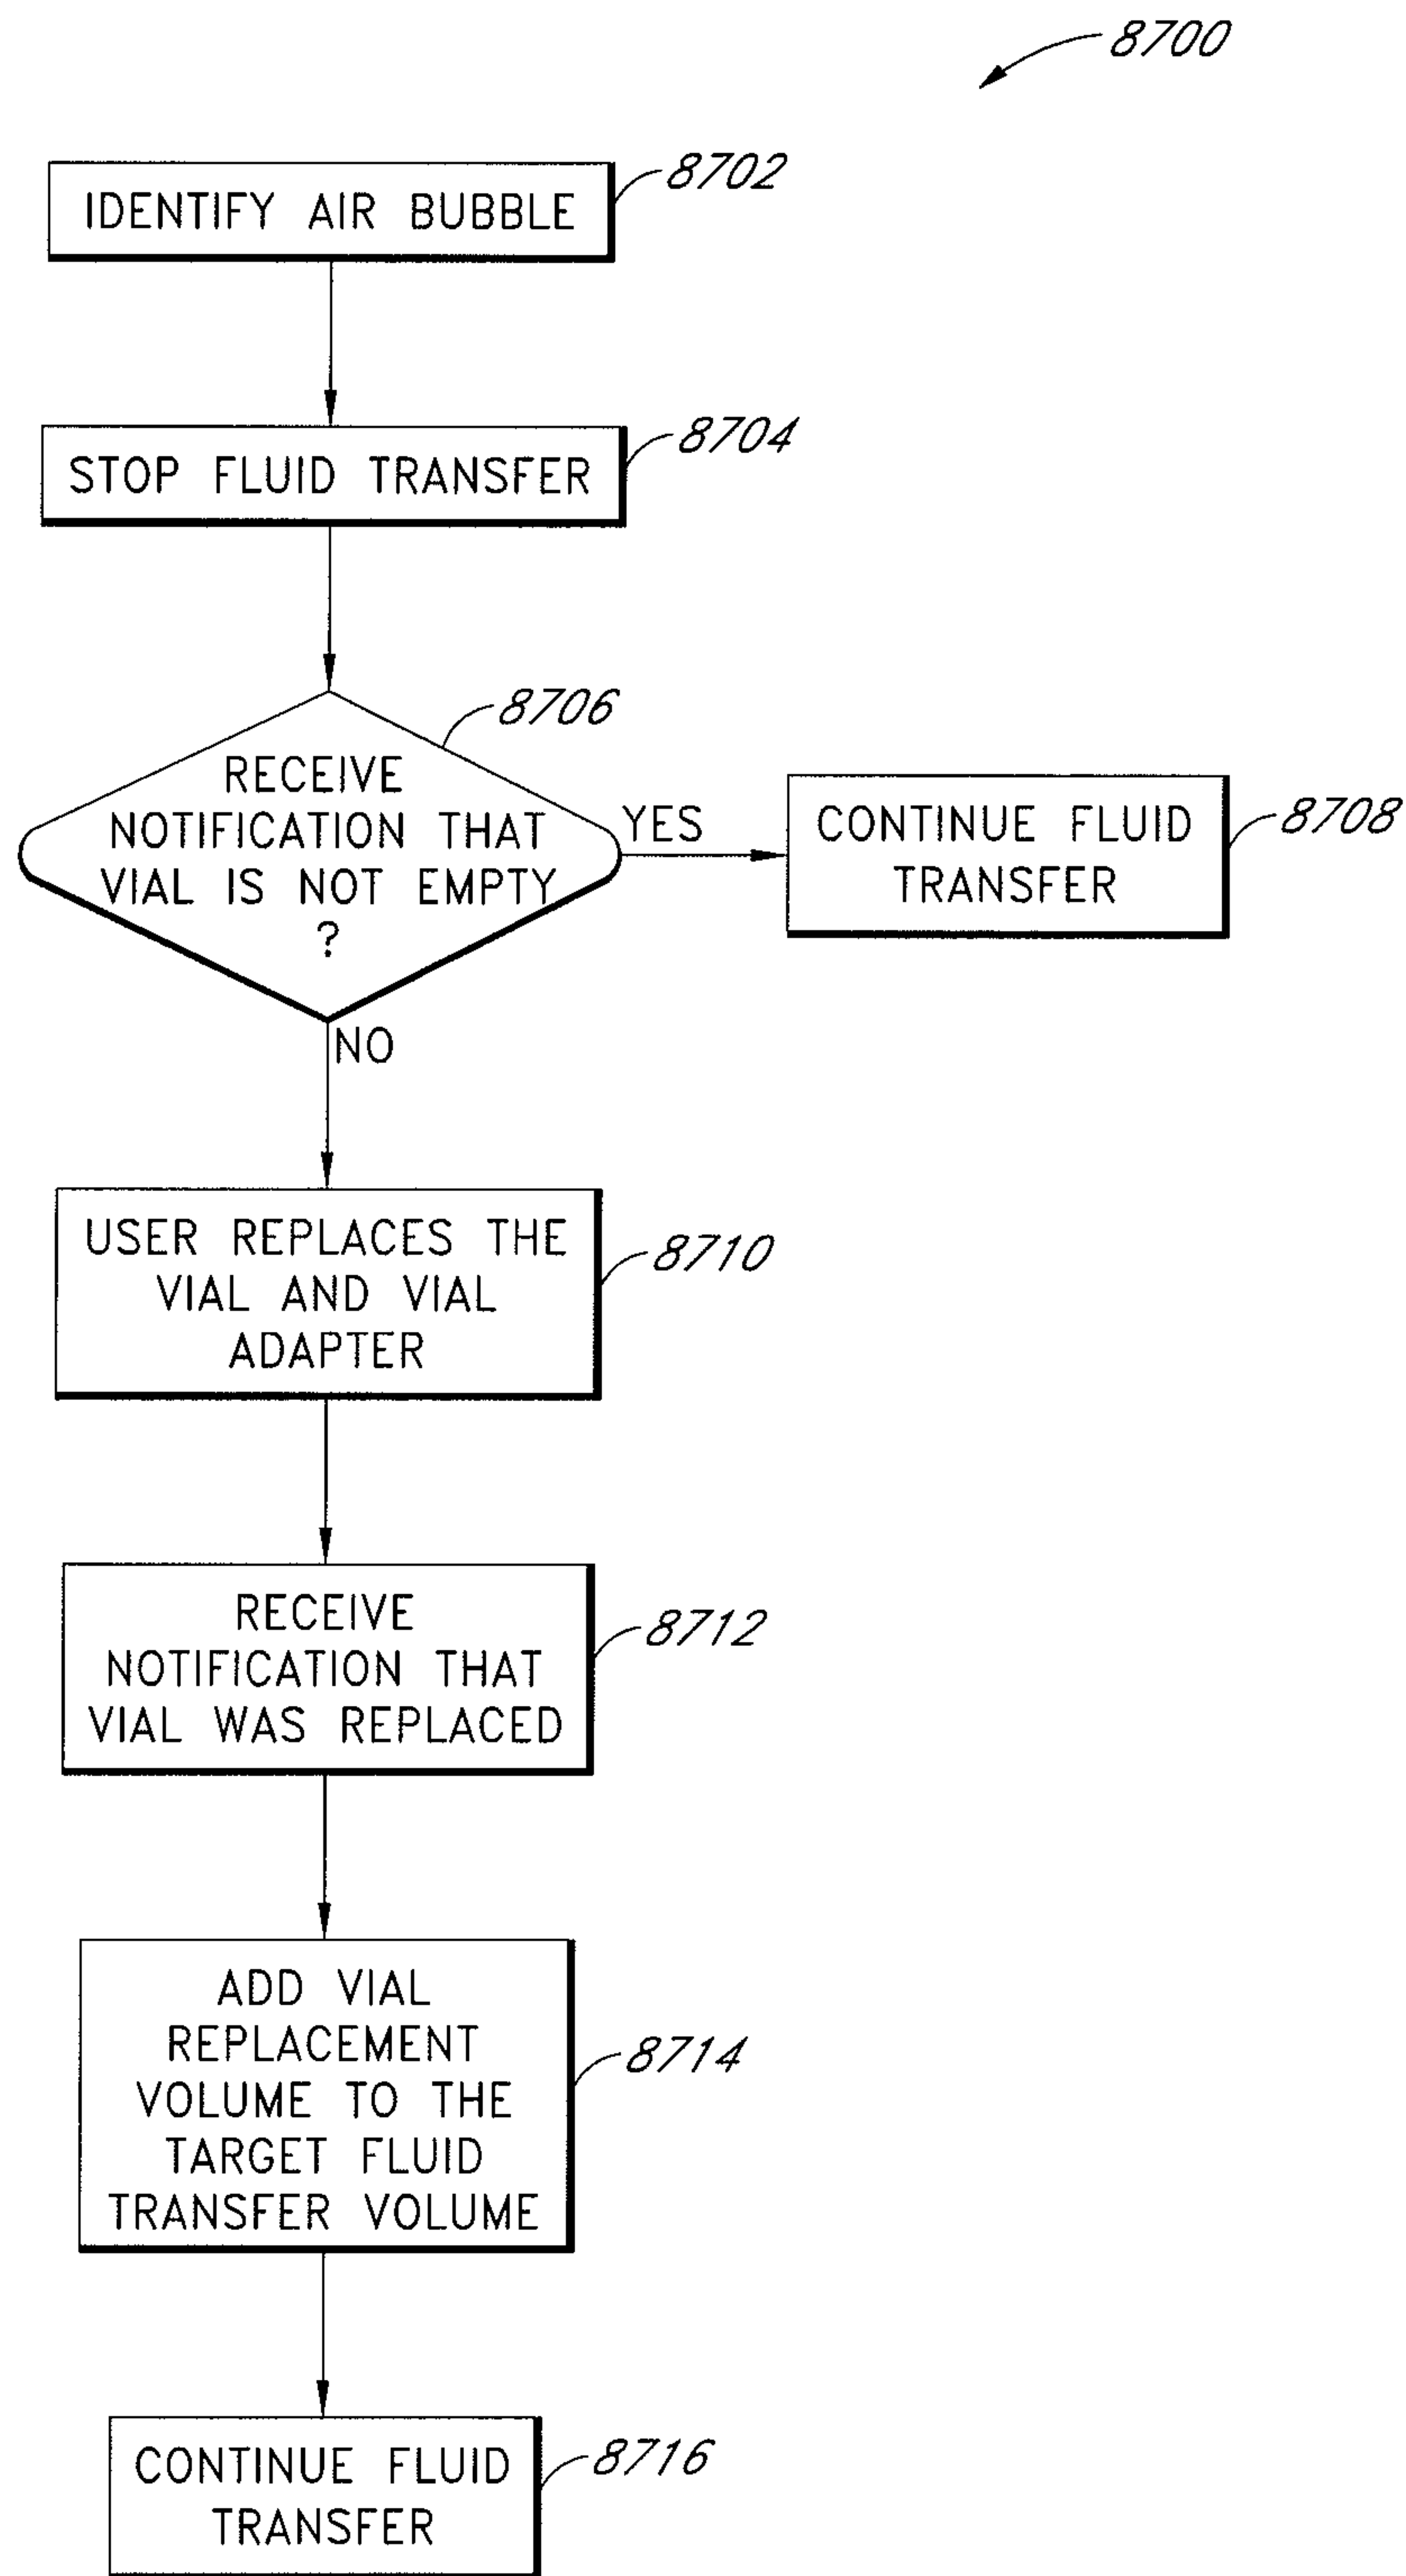 8700
IDENTIFY AIR BUBBLE
8702
STOP FLUID TRANSFER
8704
8706
RECEIVE
NOTIFICATION THAT
VIAL IS NOT EMPTY
?
YES
CONTINUE FLUID
TRANSFER
8708
NO
USER REPLACES THE
VIAL AND VIAL
ADAPTER
8710
RECEIVE
NOTIFICATION THAT
VIAL WAS REPLACED
8712
ADD VIAL
REPLACEMENT
VOLUME TO THE
TARGET FLUID
TRANSFER VOLUME
8714
CONTINUE FLUID
TRANSFER
8716